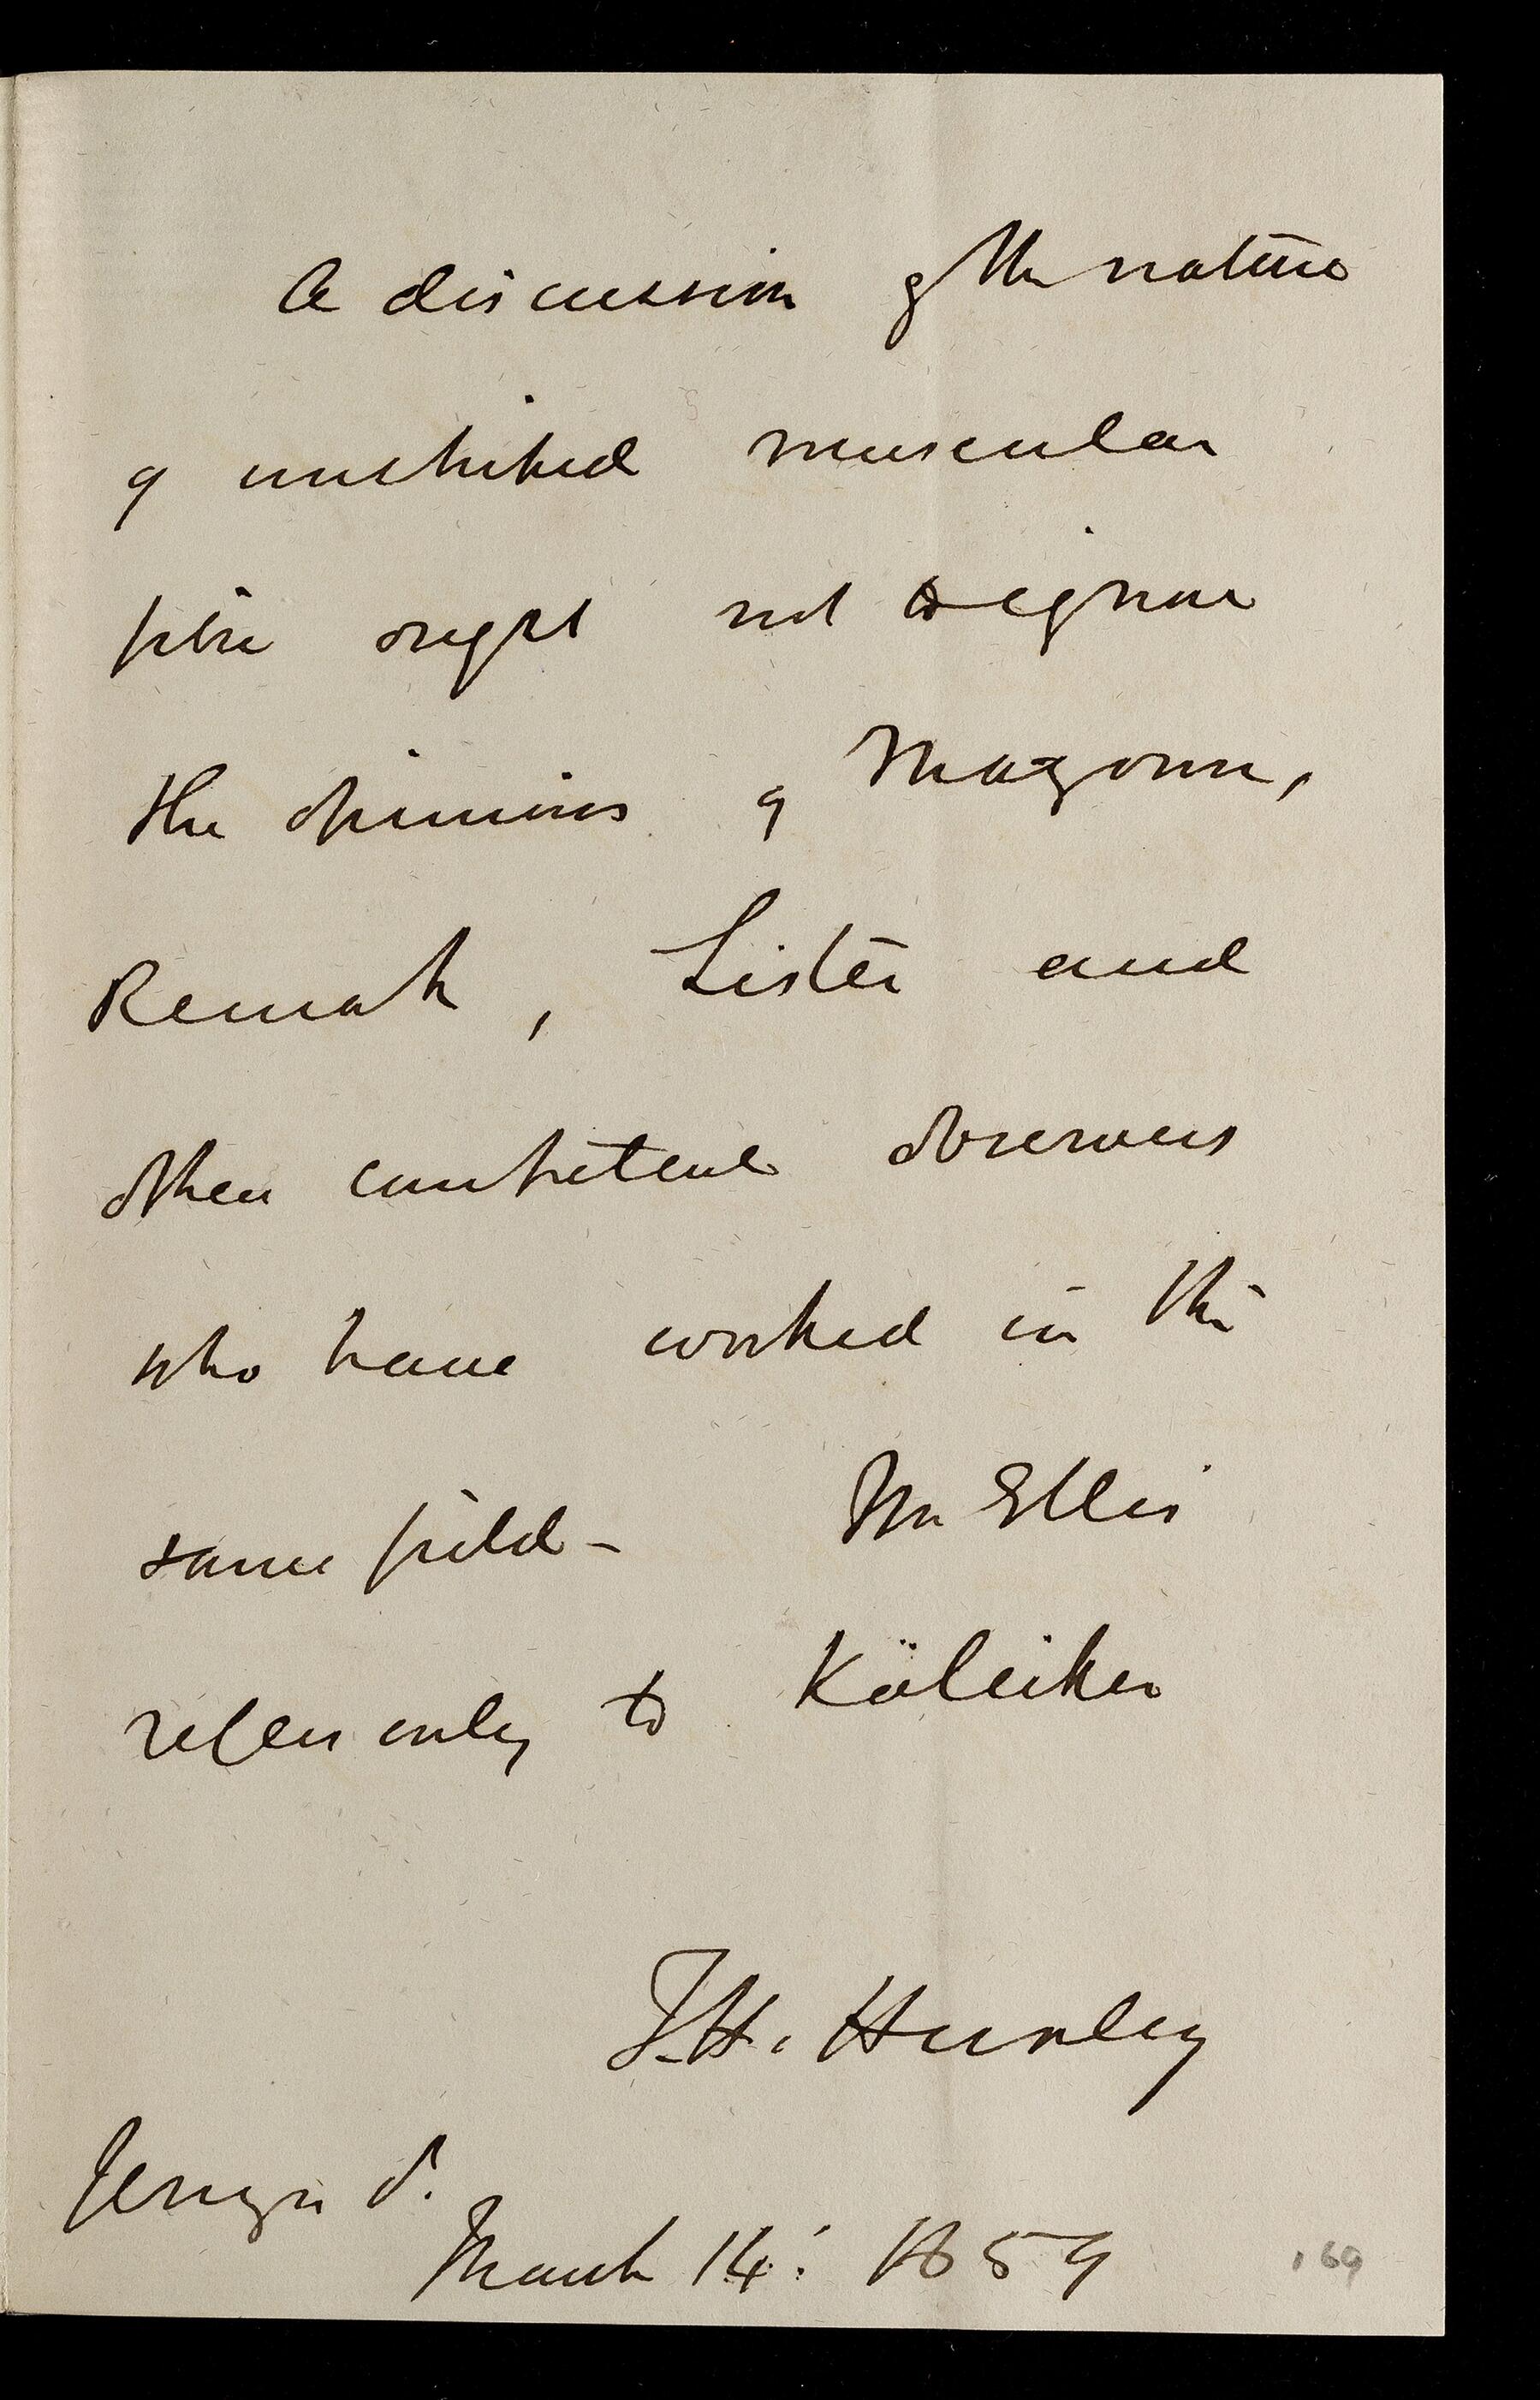 A discussion of the nature
of unstriped muscular
fibre ought not to ignore
the opinions of Mazonn,
Remak, Lister and
other competent observers
who have worked in the
same field –      Mr Ellis
refers only to Köleiker
T.H. Huxley
Jermyn St.
March 14th 1859
169